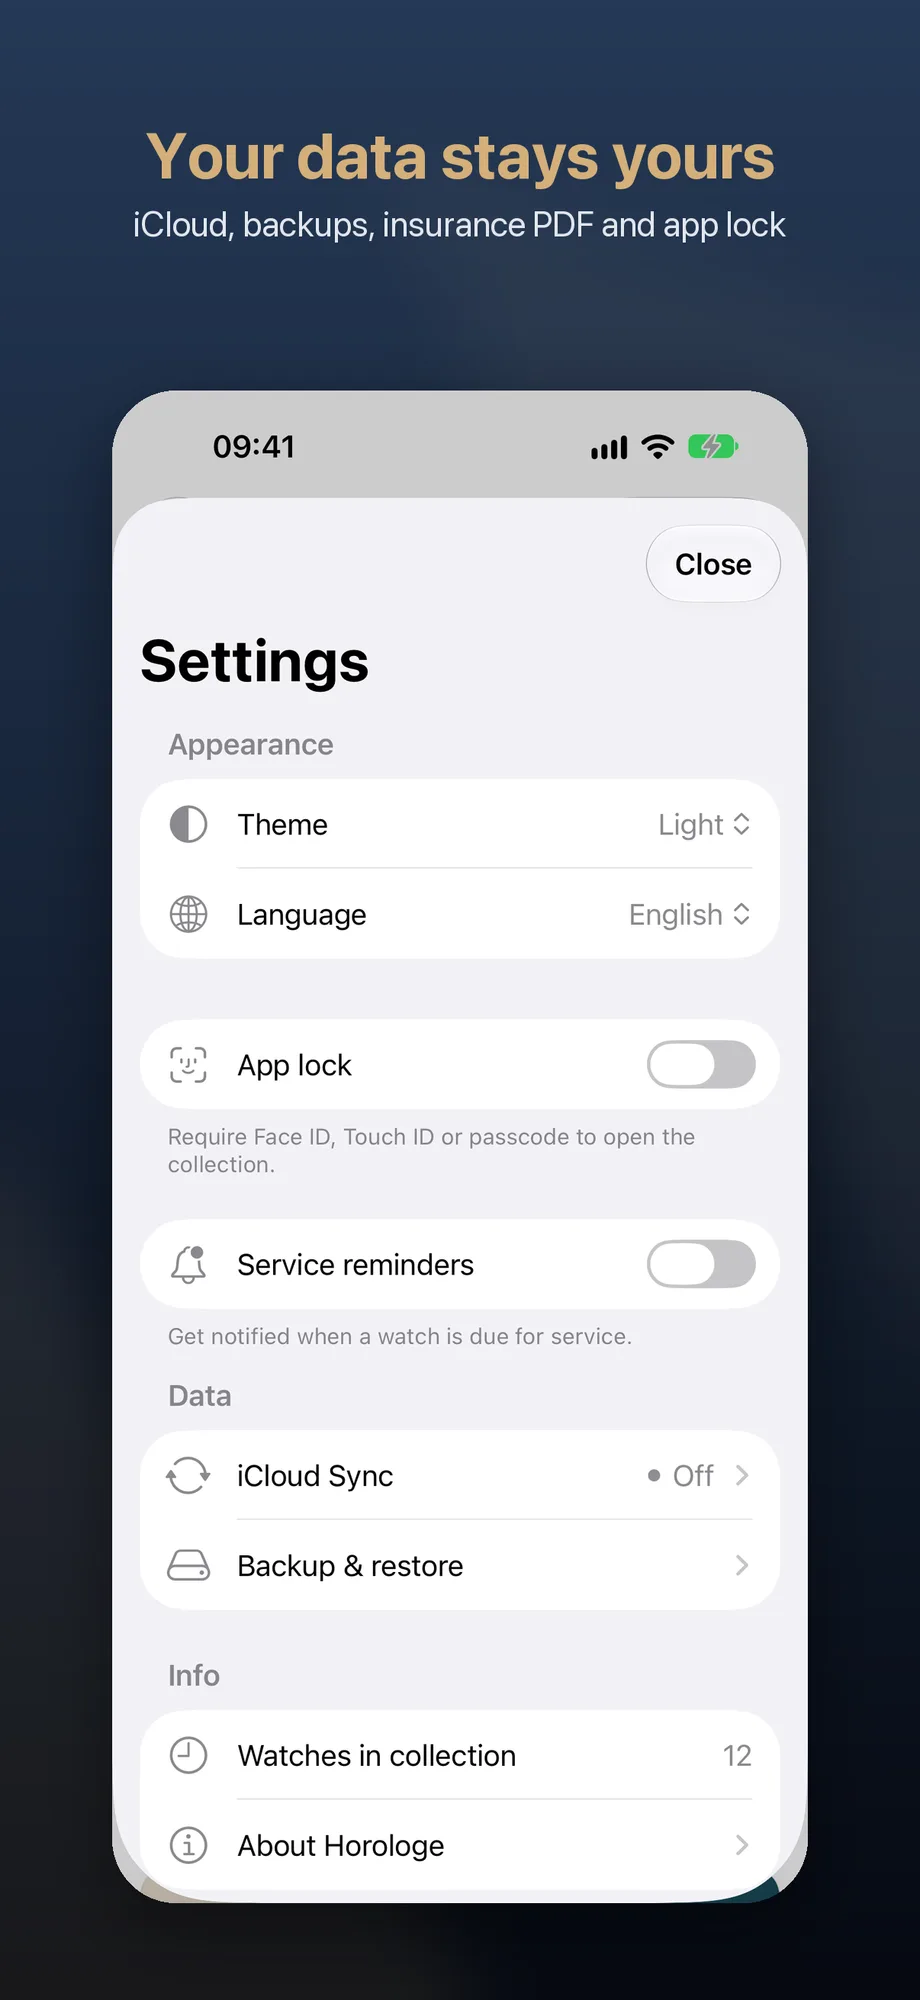 Your data stays yours
iCloud, backups, insurance PDF and app lock
09:41
Close
Settings
Appearance
Theme Light
Language English
App lock
Require Face ID, Touch ID or passcode to open the
collection.
Service reminders
Get notified when a watch is due for service.
Data
iCloud Sync • Off
Backup & restore
Info
Watches in collection 12
About Horologe